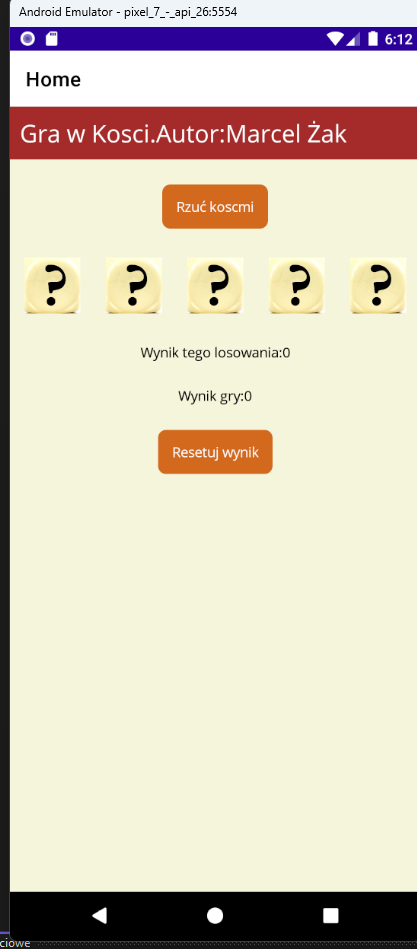 Android Emulator - pixel_7_-_api_26:5554
6:12
Home
Gra w Kosci.Autor:Marcel Żak
Rzuć koscmi
? ? ? ? ?
Wynik tego losowania:0
Wynik gry:0
Resetuj wynik
ciowe